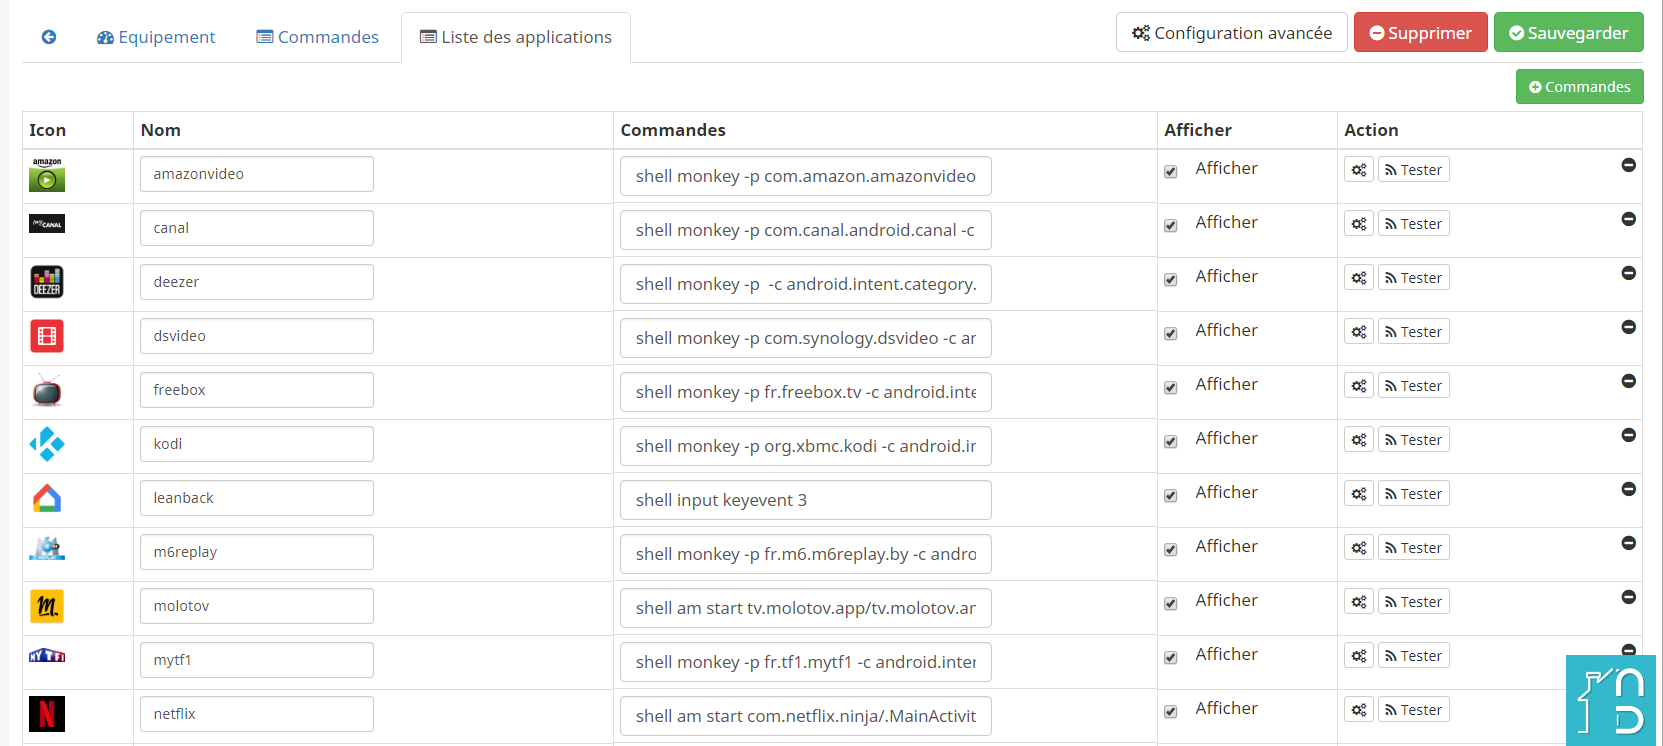 Equipement Commandes Liste des applications Configuration avancée Supprimer Sauvegarder
Commandes
Icon Nom Commandes Afficher Action
amazon amazonvideo shell monkey -p com.amazon.amazonvideo Afficher Tester
my CANAL canal shell monkey -p com.canal.android.canal -c Afficher Tester
DEEZER deezer shell monkey -p  -c android.intent.category. Afficher Tester
dsvideo shell monkey -p com.synology.dsvideo -c ar Afficher Tester
freebox shell monkey -p fr.freebox.tv -c android.inte Afficher Tester
kodi shell monkey -p org.xbmc.kodi -c android.ir Afficher Tester
leanback shell input keyevent 3 Afficher Tester
m6replay shell monkey -p fr.m6.m6replay.by -c andro Afficher Tester
m. molotov shell am start tv.molotov.app/tv.molotov.ar Afficher Tester
MYTF1 mytf1 shell monkey -p fr.tf1.mytf1 -c android.inter Afficher Tester
N netflix shell am start com.netflix.ninja/.MainActivit Afficher Tester